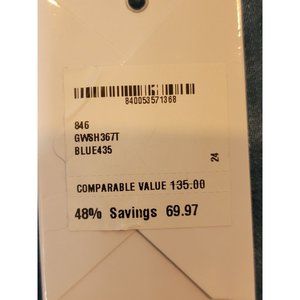 840053571368
846
GWSH367T
BLUE435
24
COMPARABLE VALUE 135.00
48% Savings 69.97